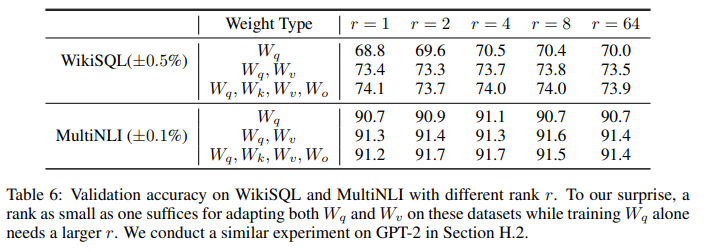 Weight Type r = 1 r = 2 r = 4 r = 8 r = 64
WikiSQL(±0.5%) W_q 68.8 69.6 70.5 70.4 70.0
W_q, W_v 73.4 73.3 73.7 73.8 73.5
W_q, W_k, W_v, W_o 74.1 73.7 74.0 74.0 73.9
MultiNLI (±0.1%) W_q 90.7 90.9 91.1 90.7 90.7
W_q, W_v 91.3 91.4 91.3 91.6 91.4
W_q, W_k, W_v, W_o 91.2 91.7 91.7 91.5 91.4
Table 6: Validation accuracy on WikiSQL and MultiNLI with different rank r. To our surprise, a
rank as small as one suffices for adapting both W_q and W_v on these datasets while training W_q alone
needs a larger r. We conduct a similar experiment on GPT-2 in Section H.2.